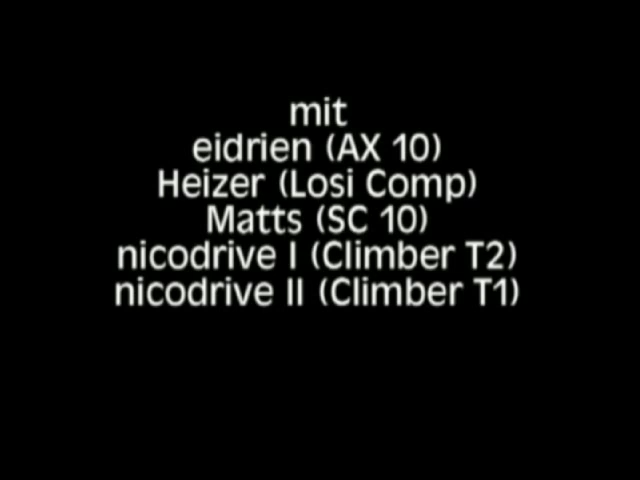 mit
eidrien (AX 10)
Heizer (Losi Comp)
Matts (SC 10)
nicodrive I (Climber T2)
nicodrive II (Climber T1)